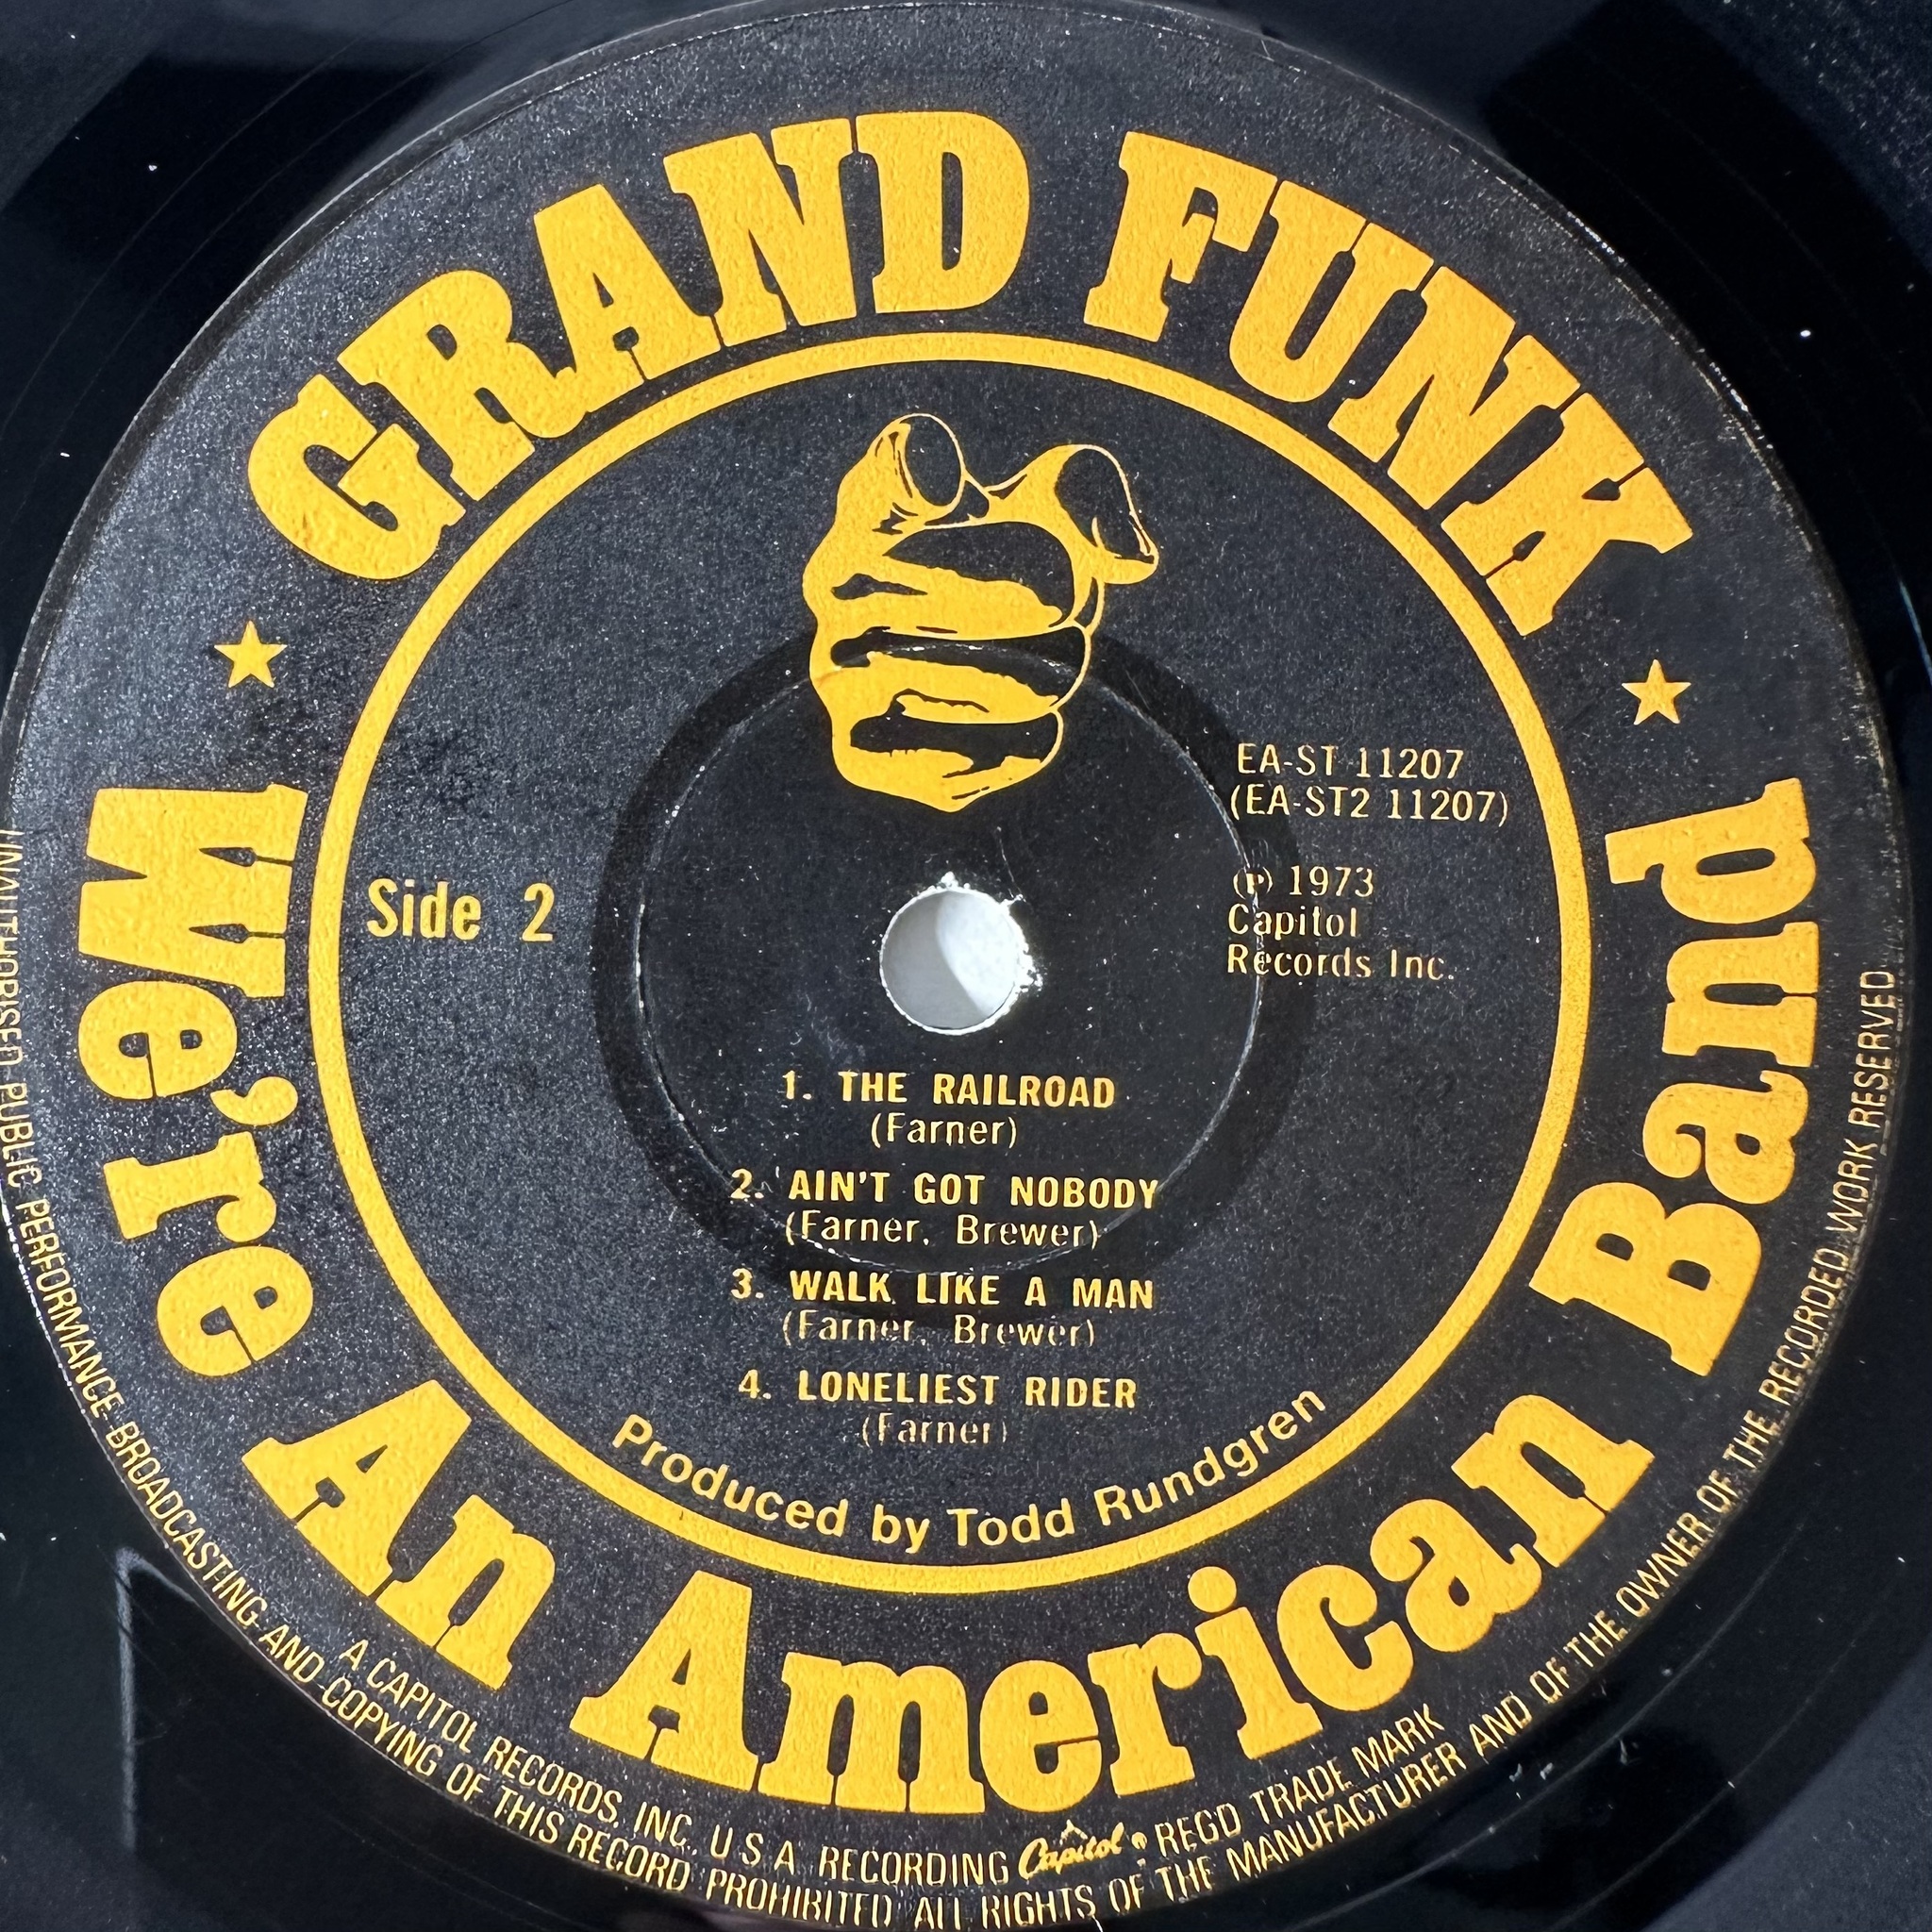 GRAND FUNK
We're An American Band
EA-ST 11207
(EA-ST2 11207)
Ⓟ 1973
Capitol
Records Inc.
Side 2
1. THE RAILROAD
(Farner)
2. AIN'T GOT NOBODY
(Farner, Brewer)
3. WALK LIKE A MAN
(Farner, Brewer)
4. LONELIEST RIDER
(Farner)
Produced by Todd Rundgren
A CAPITOL RECORDS, INC. U S A RECORDING Capitol REGD TRADE MARK
UNAUTHORISED PUBLIC PERFORMANCE BROADCASTING AND COPYING OF THIS RECORD PROHIBITED ALL RIGHTS OF THE MANUFACTURER AND OF THE OWNER OF THE RECORDED WORK RESERVED